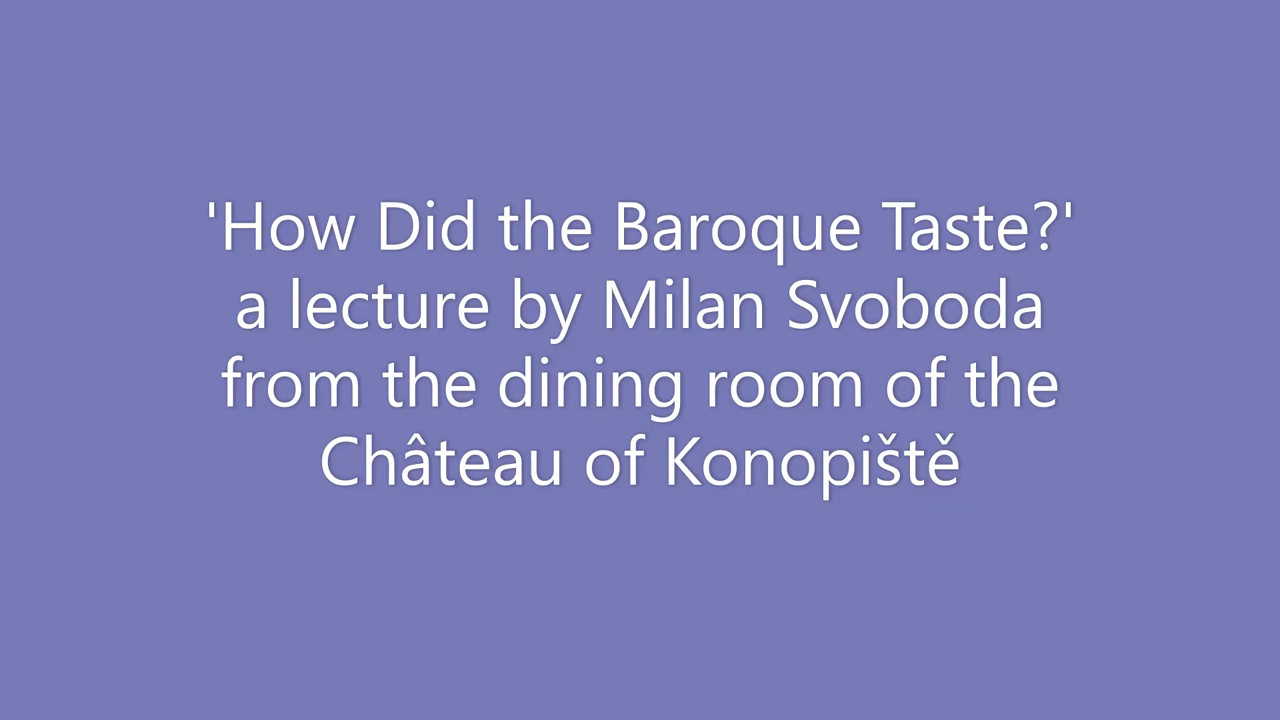 'How Did the Baroque Taste?'
a lecture by Milan Svoboda
from the dining room of the
Château of Konopiště